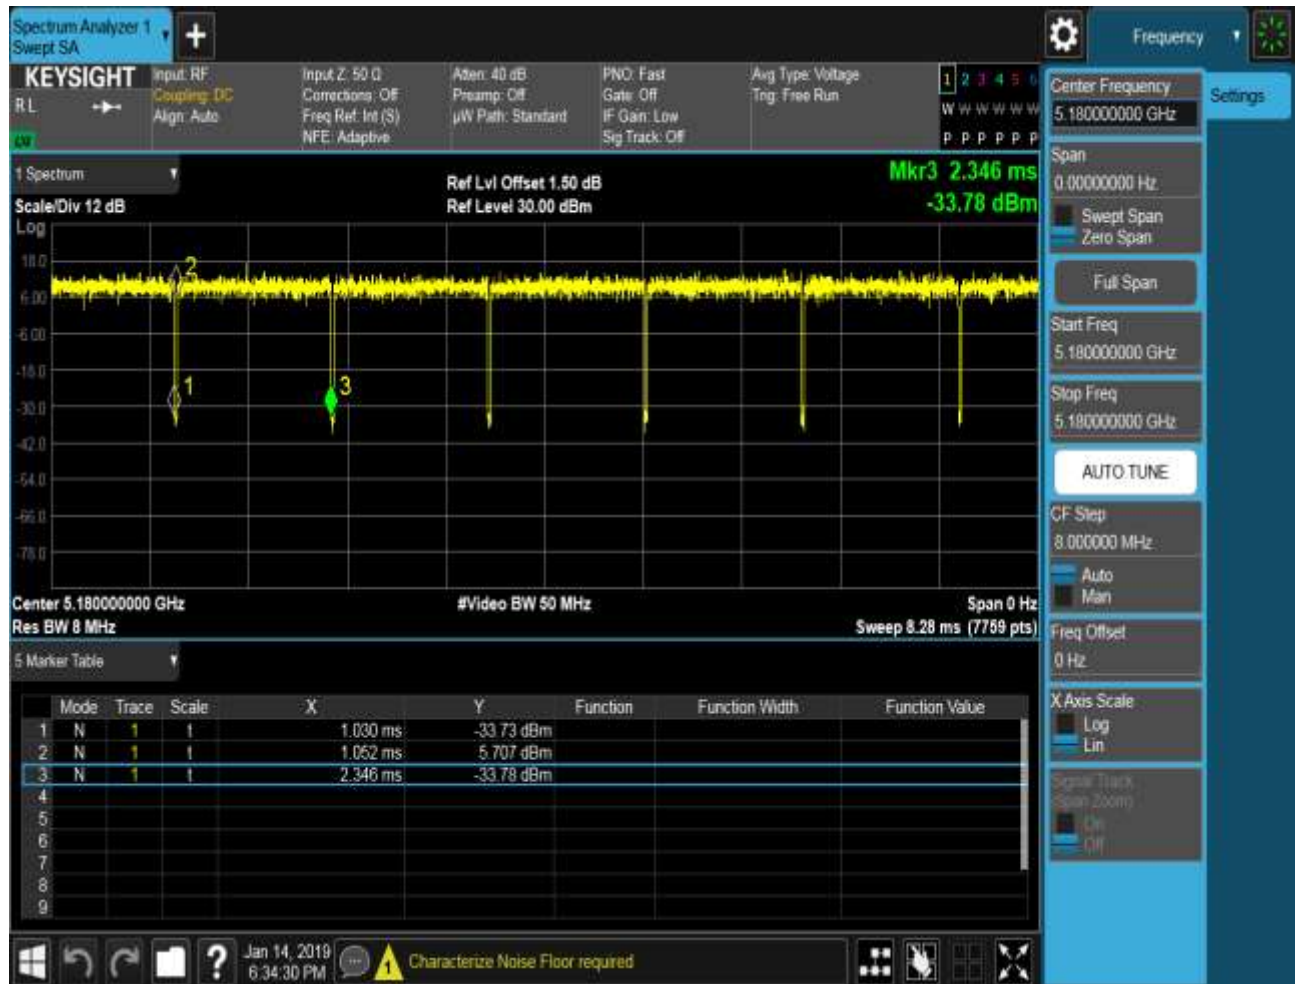 Spectrum Analyzer 1
Swept SA
+
Frequency
KEYSIGHT
R L
Input: RF
Coupling: DC
Align: Auto
Input Z: 50 Ω
Corrections: Off
Freq Ref: Int (S)
NFE: Adaptive
Atten: 40 dB
Preamp: Off
µW Path: Standard
PNO: Fast
Gate: Off
IF Gain: Low
Sig Track: Off
Avg Type: Voltage
Trig: Free Run
1 2 3 4 5 6
W W W W W W
P P P P P P
1 Spectrum
Scale/Div 12 dB
Log
Ref Lvl Offset 1.50 dB
Ref Level 30.00 dBm
Mkr3 2.346 ms
-33.78 dBm
18.0
6.00
-6.00
-18.0
-30.0
-42.0
-54.0
-66.0
-78.0
2
1
3
Center 5.180000000 GHz
Res BW 8 MHz
#Video BW 50 MHz
Span 0 Hz
Sweep 8.28 ms (7759 pts)
5 Marker Table
Mode Trace Scale X Y Function Function Width Function Value
1 N 1 t 1.030 ms -33.73 dBm
2 N 1 t 1.052 ms 5.707 dBm
3 N 1 t 2.346 ms -33.78 dBm
4
5
6
7
8
9
Jan 14, 2019
6:34:30 PM
?
1
Characterize Noise Floor required
Center Frequency
5.180000000 GHz
Settings
Span
0.00000000 Hz
Swept Span
Zero Span
Full Span
Start Freq
5.180000000 GHz
Stop Freq
5.180000000 GHz
AUTO TUNE
CF Step
8.000000 MHz
Auto
Man
Freq Offset
0 Hz
X Axis Scale
Log
Lin
Signal Track
(Span Zoom)
On
Off